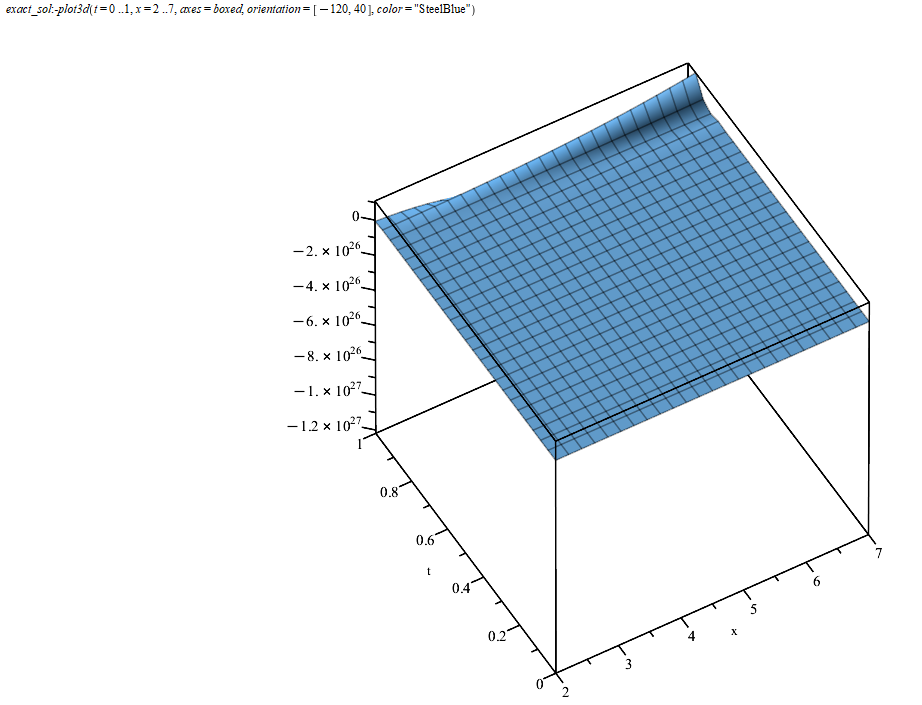 exact_sol:-plot3d(t = 0 ..1, x = 2 ..7, axes = boxed, orientation = [ −120, 40 ], color = "SteelBlue")
0
−2. × 10^26
−4. × 10^26
−6. × 10^26
−8. × 10^26
−1. × 10^27
−1.2 × 10^27
1
0.8
0.6
t
0.4
0.2
0
2
3
4
x
5
6
7